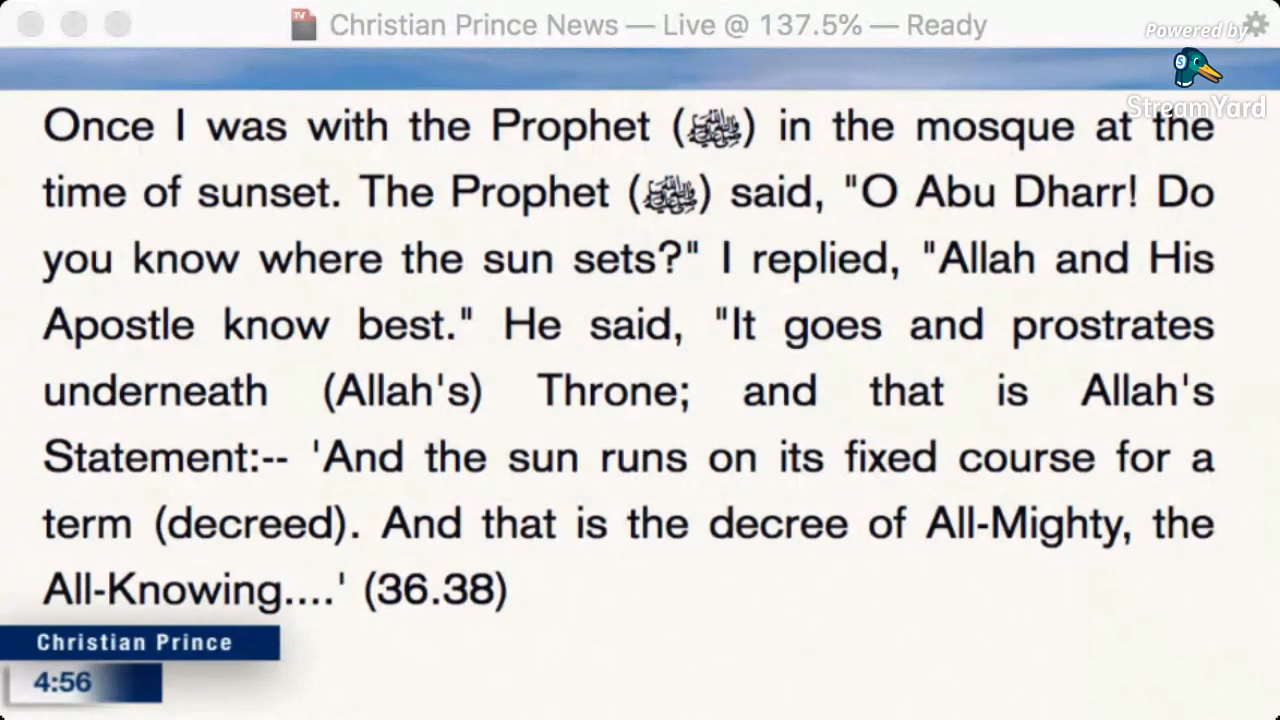 Christian Prince News — Live @ 137.5% — Ready
Powered by
StreamYard
Once I was with the Prophet (ﷺ) in the mosque at the
time of sunset. The Prophet (ﷺ) said, "O Abu Dharr! Do
you know where the sun sets?" I replied, "Allah and His
Apostle know best." He said, "It goes and prostrates
underneath (Allah's) Throne; and that is Allah's
Statement:-- 'And the sun runs on its fixed course for a
term (decreed). And that is the decree of All-Mighty, the
All-Knowing....' (36.38)
Christian Prince
4:56